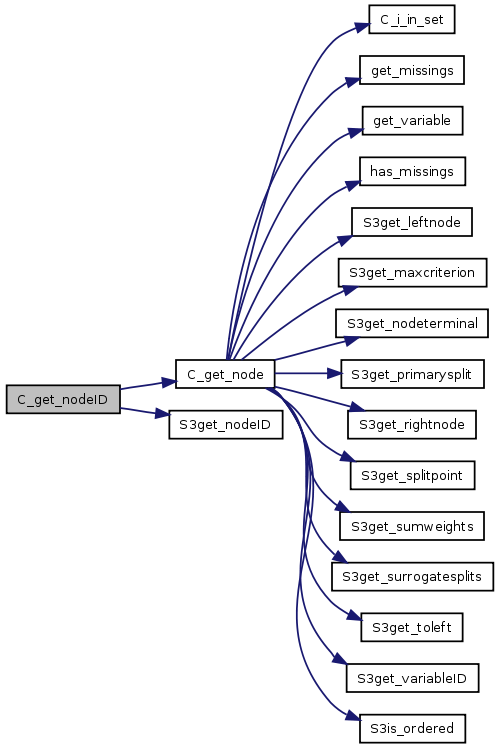 C_i_in_set
get_missings
get_variable
has_missings
S3get_leftnode
S3get_maxcriterion
S3get_nodeterminal
C_get_node
S3get_primarysplit
C_get_nodeID
S3get_nodeID
S3get_rightnode
S3get_splitpoint
S3get_sumweights
S3get_surrogatesplits
S3get_toleft
S3get_variableID
S3is_ordered